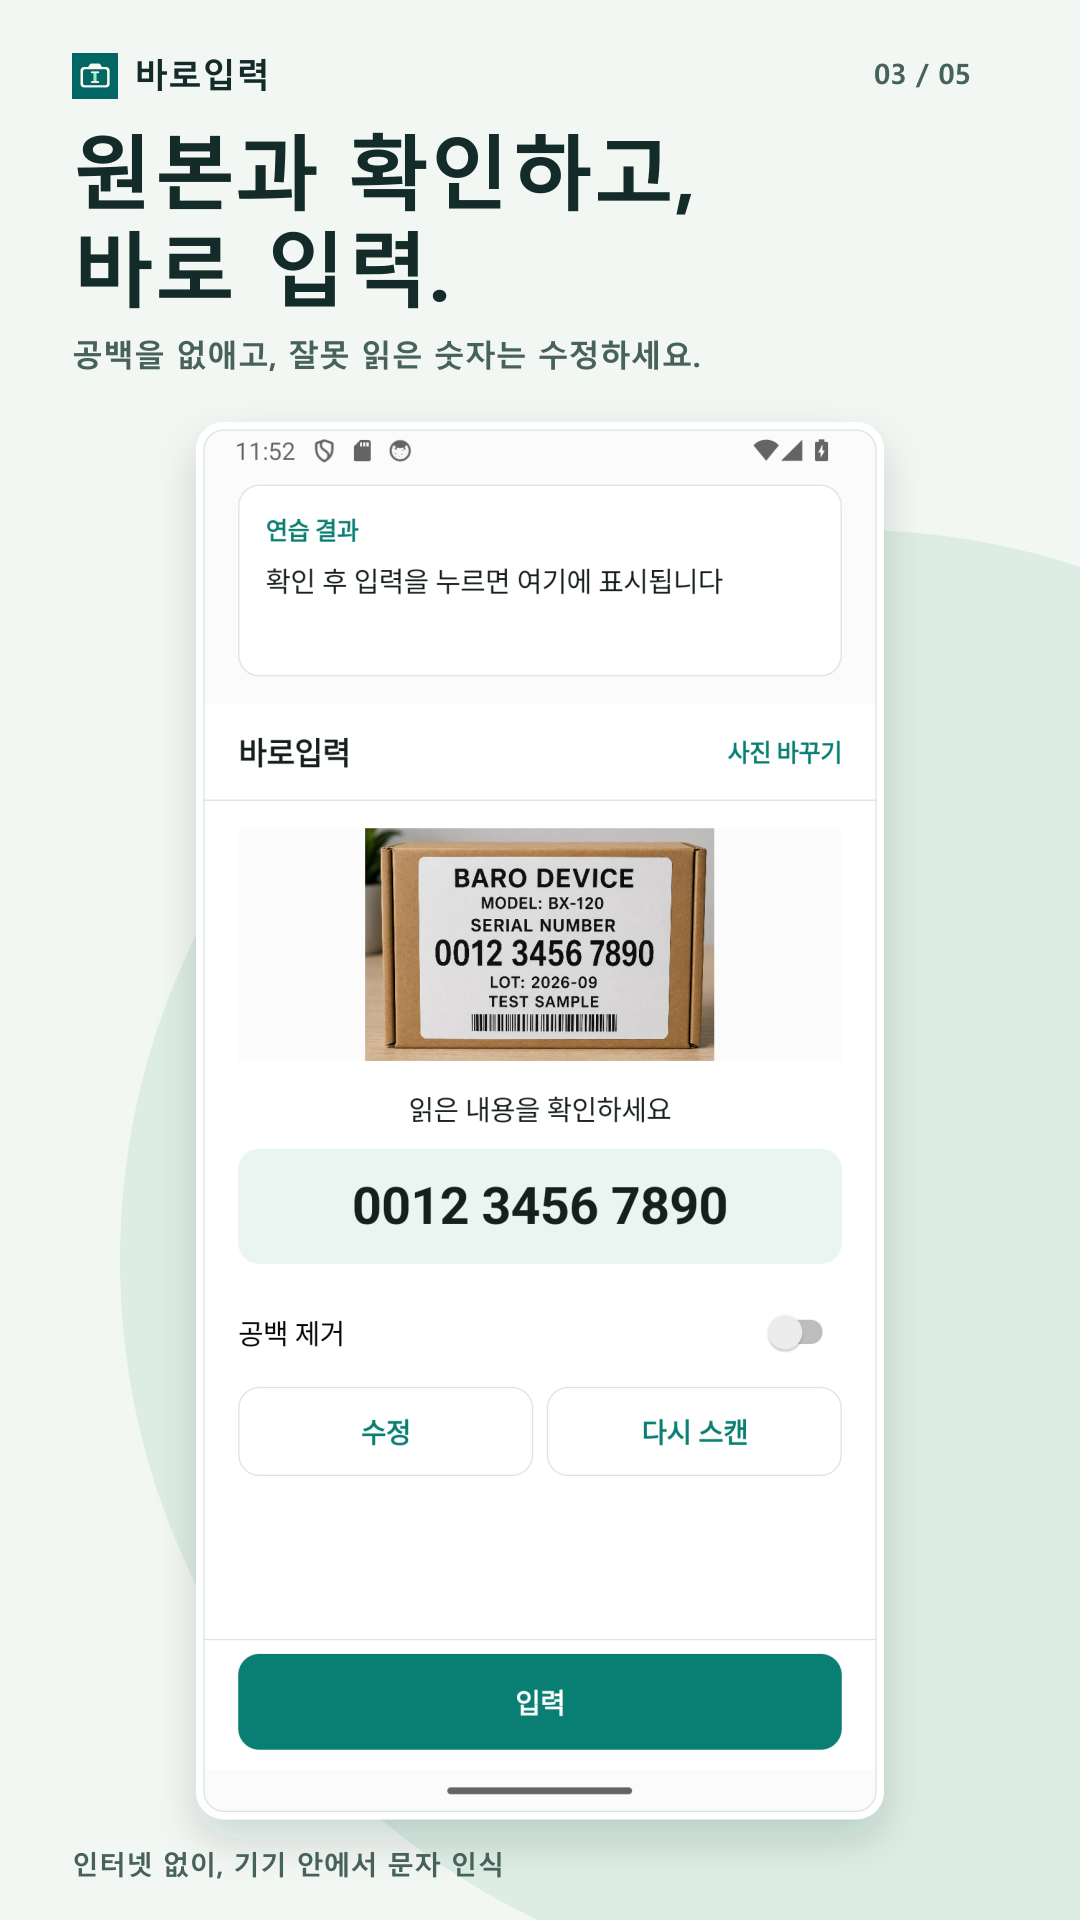 바로입력
03 / 05
원본과 확인하고,
바로 입력.
공백을 없애고, 잘못 읽은 숫자는 수정하세요.
11:52
연습 결과
확인 후 입력을 누르면 여기에 표시됩니다
바로입력
사진 바꾸기
BARO DEVICE
MODEL: BX-120
SERIAL NUMBER
0012 3456 7890
LOT: 2026-09
TEST SAMPLE
읽은 내용을 확인하세요
0012 3456 7890
공백 제거
수정
다시 스캔
입력
인터넷 없이, 기기 안에서 문자 인식